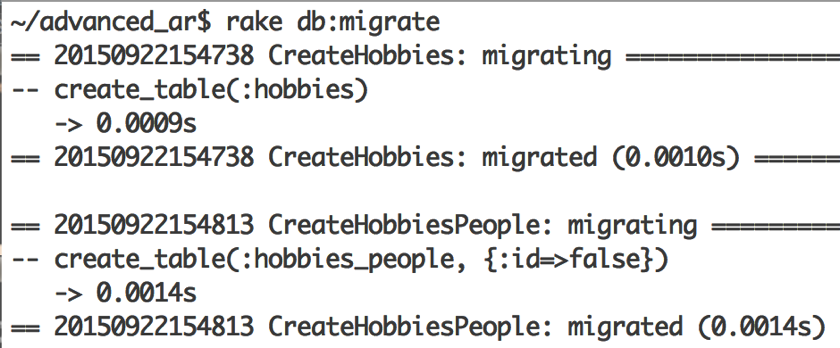 ~/advanced_ar$ rake db:migrate
== 20150922154738 CreateHobbies: migrating ====================
-- create_table(:hobbies)
   -> 0.0009s
== 20150922154738 CreateHobbies: migrated (0.0010s) ========
== 20150922154813 CreateHobbiesPeople: migrating ============
-- create_table(:hobbies_people, {:id=>false})
   -> 0.0014s
== 20150922154813 CreateHobbiesPeople: migrated (0.0014s)